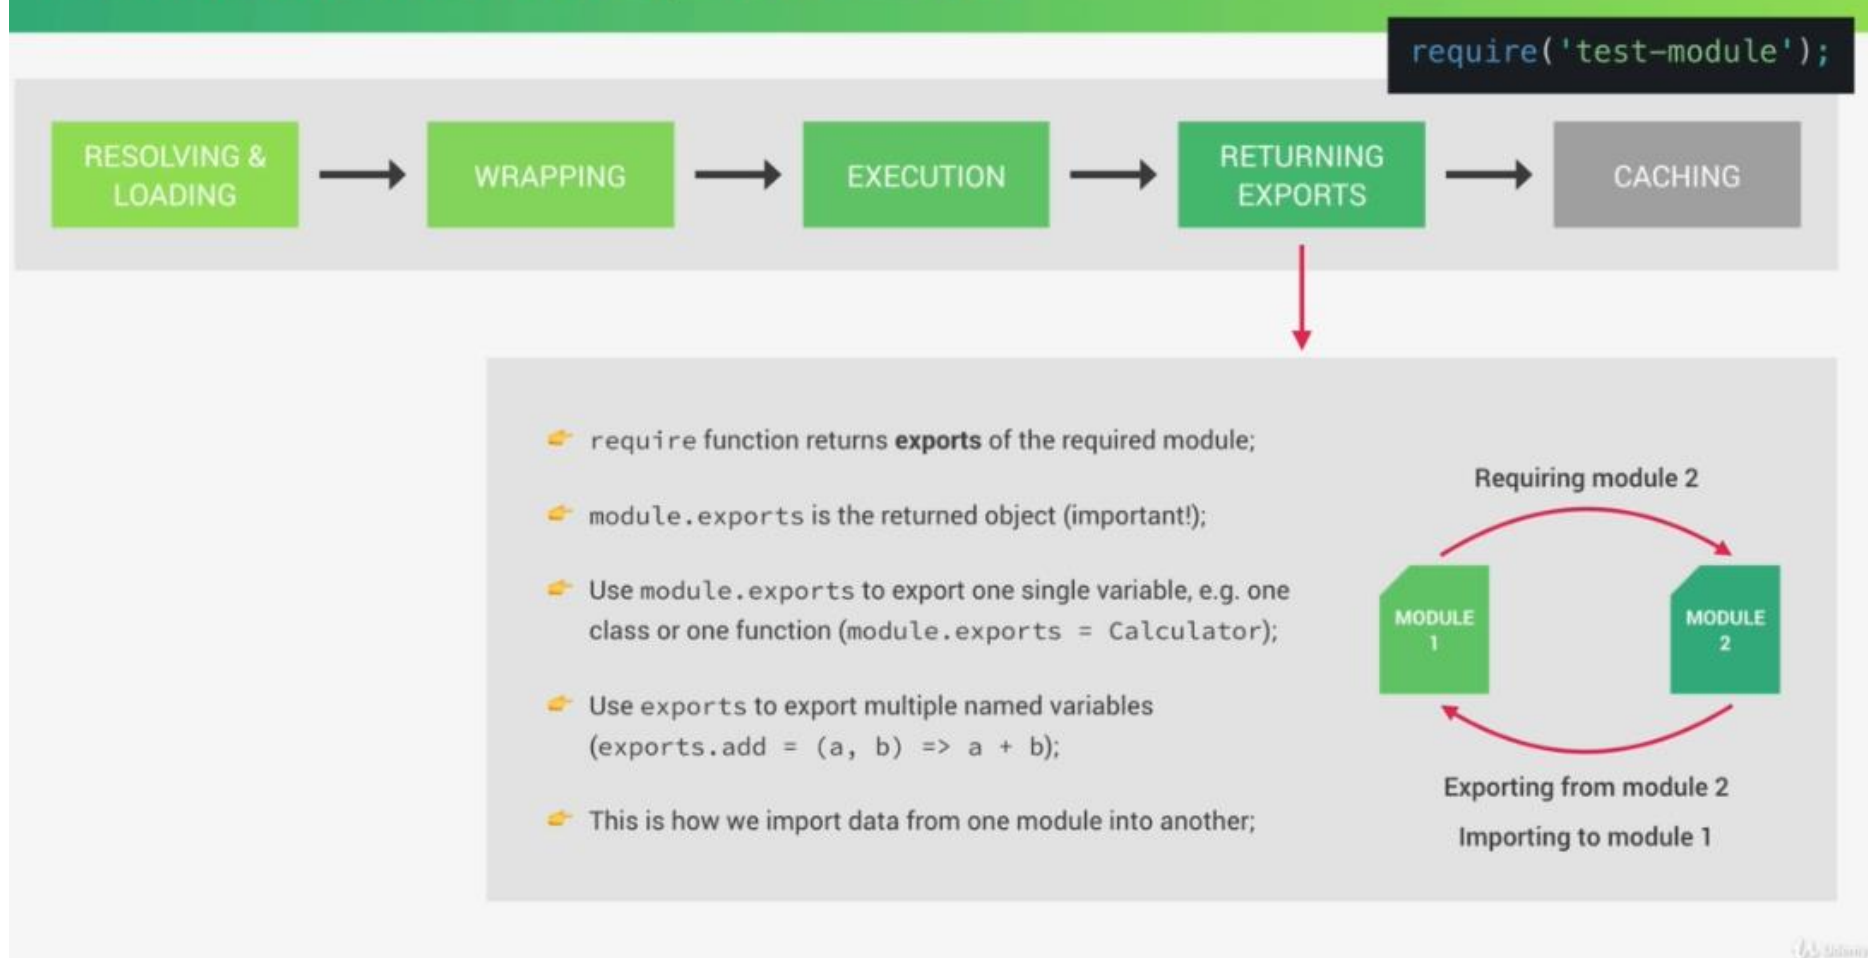 require('test-module');
RESOLVING &
LOADING
WRAPPING
EXECUTION
RETURNING
EXPORTS
CACHING
require function returns exports of the required module;
module.exports is the returned object (important!);
Use module.exports to export one single variable, e.g. one
class or one function (module.exports = Calculator);
Use exports to export multiple named variables
(exports.add = (a, b) => a + b);
This is how we import data from one module into another;
Requiring module 2
MODULE
1
MODULE
2
Exporting from module 2
Importing to module 1
Udemy